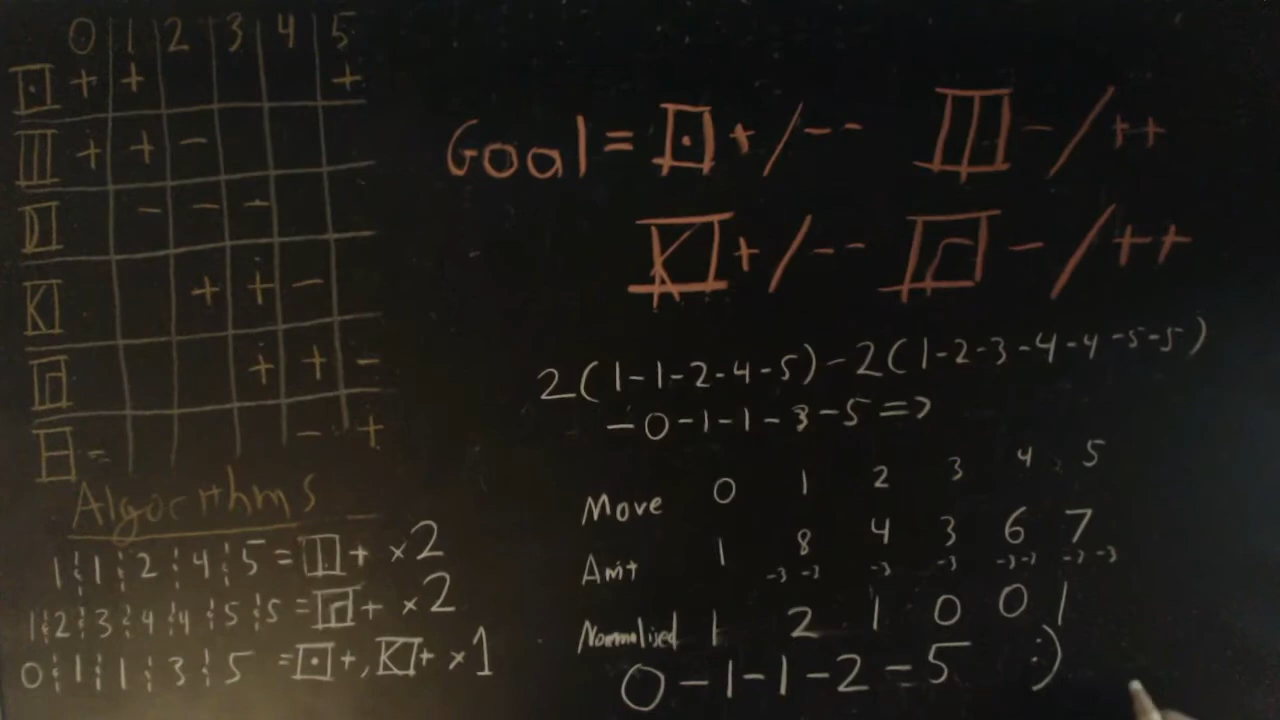 0 1 2 3 4 5
+ + +
+ + -
- - -
K + + -
+ + -
- +
Algorithms
1 ¦ 1 ¦ 2 ¦ 4 ¦ 5 = + ×2
1 ¦ 2 ¦ 3 ¦ 4 ¦ 4 ¦ 5 ¦ 5 = + ×2
0 ¦ 1 ¦ 1 ¦ 3 ¦ 5 = +, K + ×1
Goal = + / -- - / ++
K + / -- - / ++
2(1-1-2-4-5)-2(1-2-3-4-4-5-5)
-0-1-1-3-5 =>
Move 0 1 2 3 4 5
Amt 1 8 4 3 6 7
-3 -3 -3 -3 -3 -3 -3 -3
Normalised 1 2 1 0 0 1
0-1-1-2-5 :)